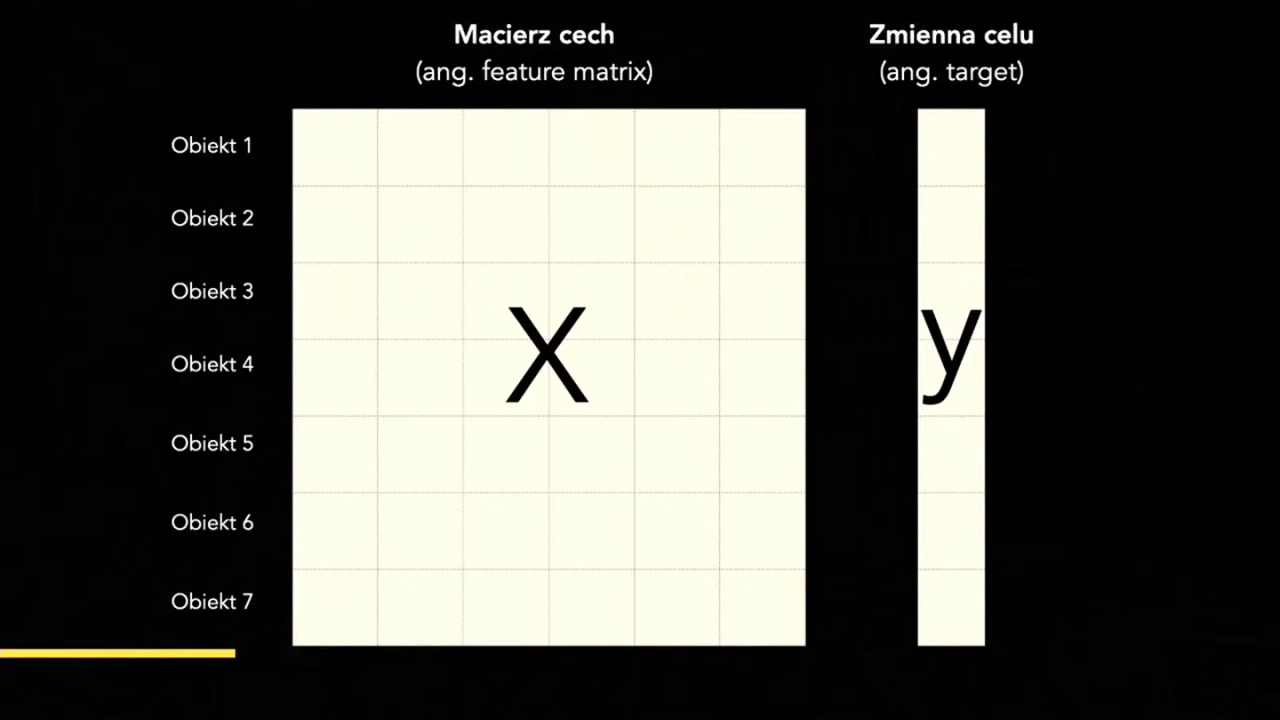 Macierz cech
(ang. feature matrix)
Zmienna celu
(ang. target)
Obiekt 1
Obiekt 2
Obiekt 3
Obiekt 4
Obiekt 5
Obiekt 6
Obiekt 7
X
y